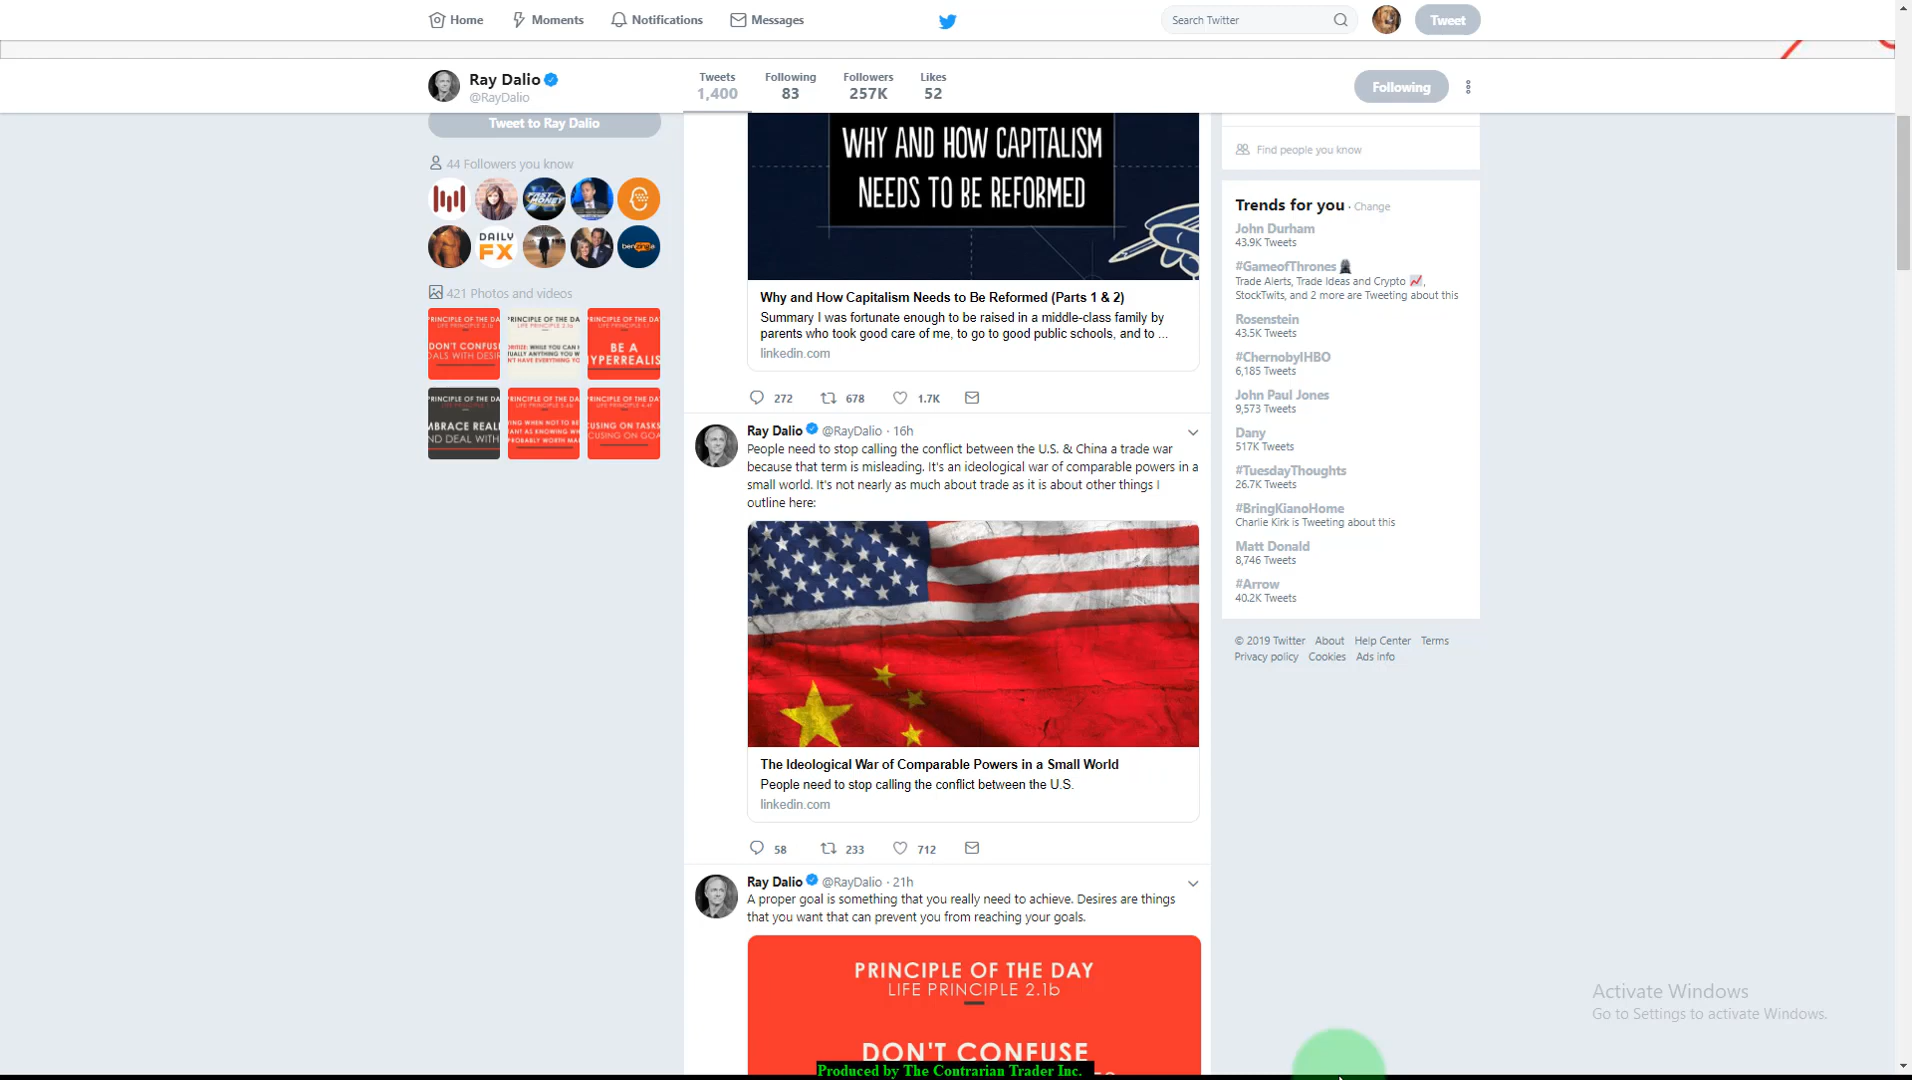 Home
Moments
Notifications
Messages
Search Twitter
Tweet
Ray Dalio
@RayDalio
Tweets
1,400
Following
83
Followers
257K
Likes
52
Following
Tweet to Ray Dalio
44 Followers you know
DAILY
FX
421 Photos and videos
PRINCIPLE OF THE DA
DON'T CONFUSE
BE A
WHY AND HOW CAPITALISM
NEEDS TO BE REFORMED
Why and How Capitalism Needs to Be Reformed (Parts 1 & 2)
Summary I was fortunate enough to be raised in a middle-class family by
parents who took good care of me, to go to good public schools, and to ...
linkedin.com
272 678 1.7K
Ray Dalio @RayDalio · 16h
People need to stop calling the conflict between the U.S. & China a trade war
because that term is misleading. It's an ideological war of comparable powers in a
small world. It's not nearly as much about trade as it is about other things I
outline here:
The Ideological War of Comparable Powers in a Small World
People need to stop calling the conflict between the U.S.
linkedin.com
58 233 712
Ray Dalio @RayDalio · 21h
A proper goal is something that you really need to achieve. Desires are things
that you want that can prevent you from reaching your goals.
PRINCIPLE OF THE DAY
LIFE PRINCIPLE 2.1b
DON'T CONFUSE
Produced by The Contrarian Trader Inc.
Find people you know
Trends for you · Change
John Durham
43.9K Tweets
#GameofThrones
Trade Alerts, Trade Ideas and Crypto ,
StockTwits, and 2 more are Tweeting about this
Rosenstein
43.5K Tweets
#ChernobylHBO
6,185 Tweets
John Paul Jones
9,573 Tweets
Dany
517K Tweets
#TuesdayThoughts
26.7K Tweets
#BringKianoHome
Charlie Kirk is Tweeting about this
Matt Donald
8,746 Tweets
#Arrow
40.2K Tweets
© 2019 Twitter About Help Center Terms
Privacy policy Cookies Ads info
Activate Windows
Go to Settings to activate Windows.